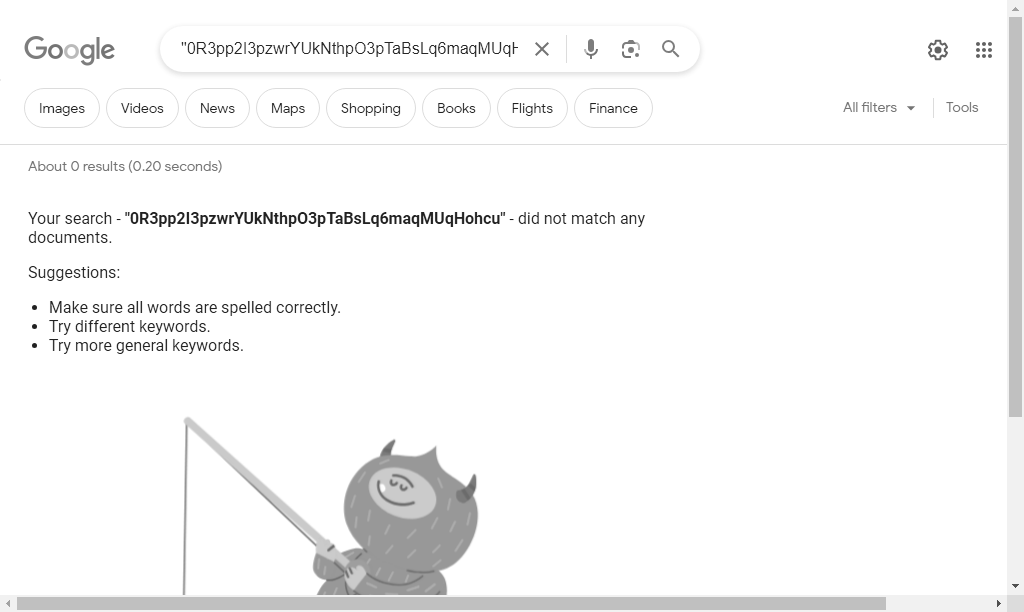 Google
"0R3pp2I3pzwrYUkNthpO3pTaBsLq6maqMUqH
Images
Videos
News
Maps
Shopping
Books
Flights
Finance
All filters
Tools
About 0 results (0.20 seconds)
Your search - "0R3pp2I3pzwrYUkNthpO3pTaBsLq6maqMUqHohcu" - did not match any
documents.
Suggestions:
Make sure all words are spelled correctly.
Try different keywords.
Try more general keywords.